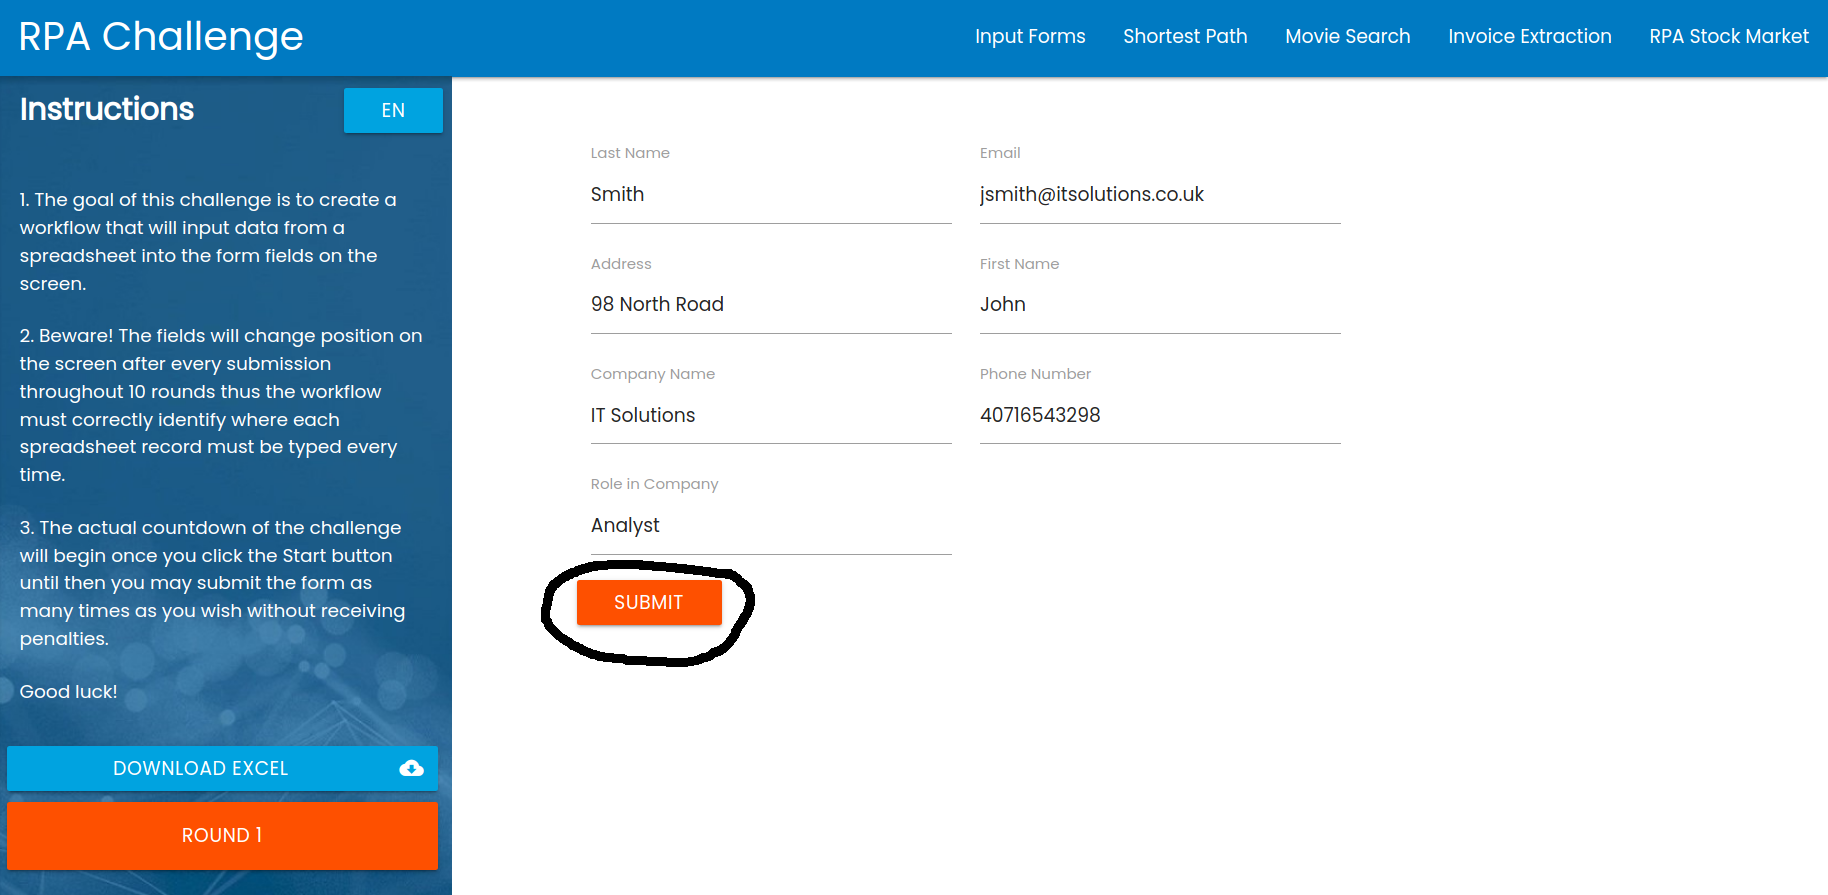 RPA Challenge
Input Forms
Shortest Path
Movie Search
Invoice Extraction
RPA Stock Market
Instructions
EN
1. The goal of this challenge is to create a
workflow that will input data from a
spreadsheet into the form fields on the
screen.
2. Beware! The fields will change position on
the screen after every submission
throughout 10 rounds thus the workflow
must correctly identify where each
spreadsheet record must be typed every
time.
3. The actual countdown of the challenge
will begin once you click the Start button
until then you may submit the form as
many times as you wish without receiving
penalties.
Good luck!
DOWNLOAD EXCEL
ROUND 1
Last Name
Smith
Email
jsmith@itsolutions.co.uk
Address
98 North Road
First Name
John
Company Name
IT Solutions
Phone Number
40716543298
Role in Company
Analyst
SUBMIT